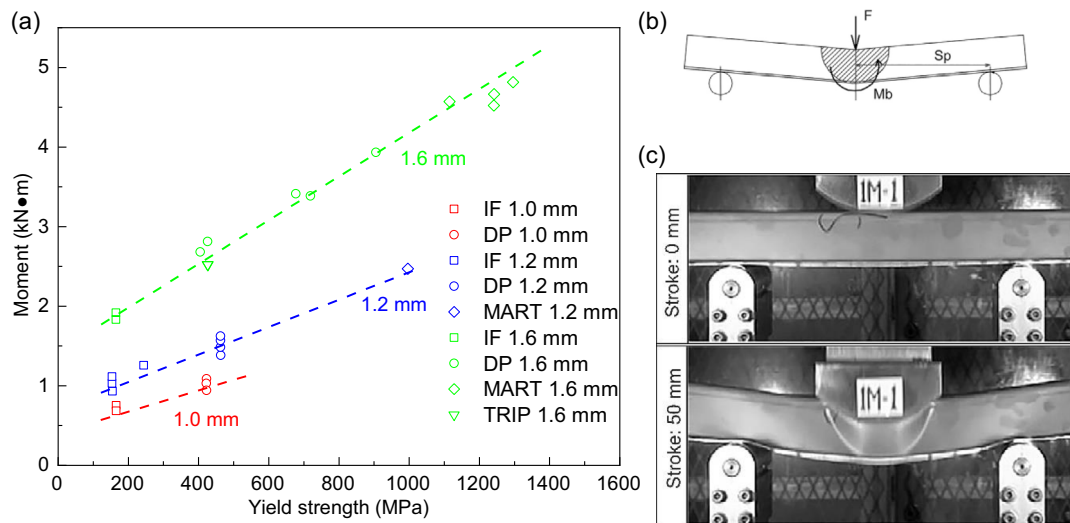 (a)
Moment (kN●m)
5
4
3
2
1
0
0
200
400
600
800
1000
1200
1400
1600
Yield strength (MPa)
1.6 mm
1.2 mm
1.0 mm
IF 1.0 mm
DP 1.0 mm
IF 1.2 mm
DP 1.2 mm
MART 1.2 mm
IF 1.6 mm
DP 1.6 mm
MART 1.6 mm
TRIP 1.6 mm
(b)
F
Sp
Mb
(c)
Stroke: 0 mm
1M-1
Stroke: 50 mm
1M-1